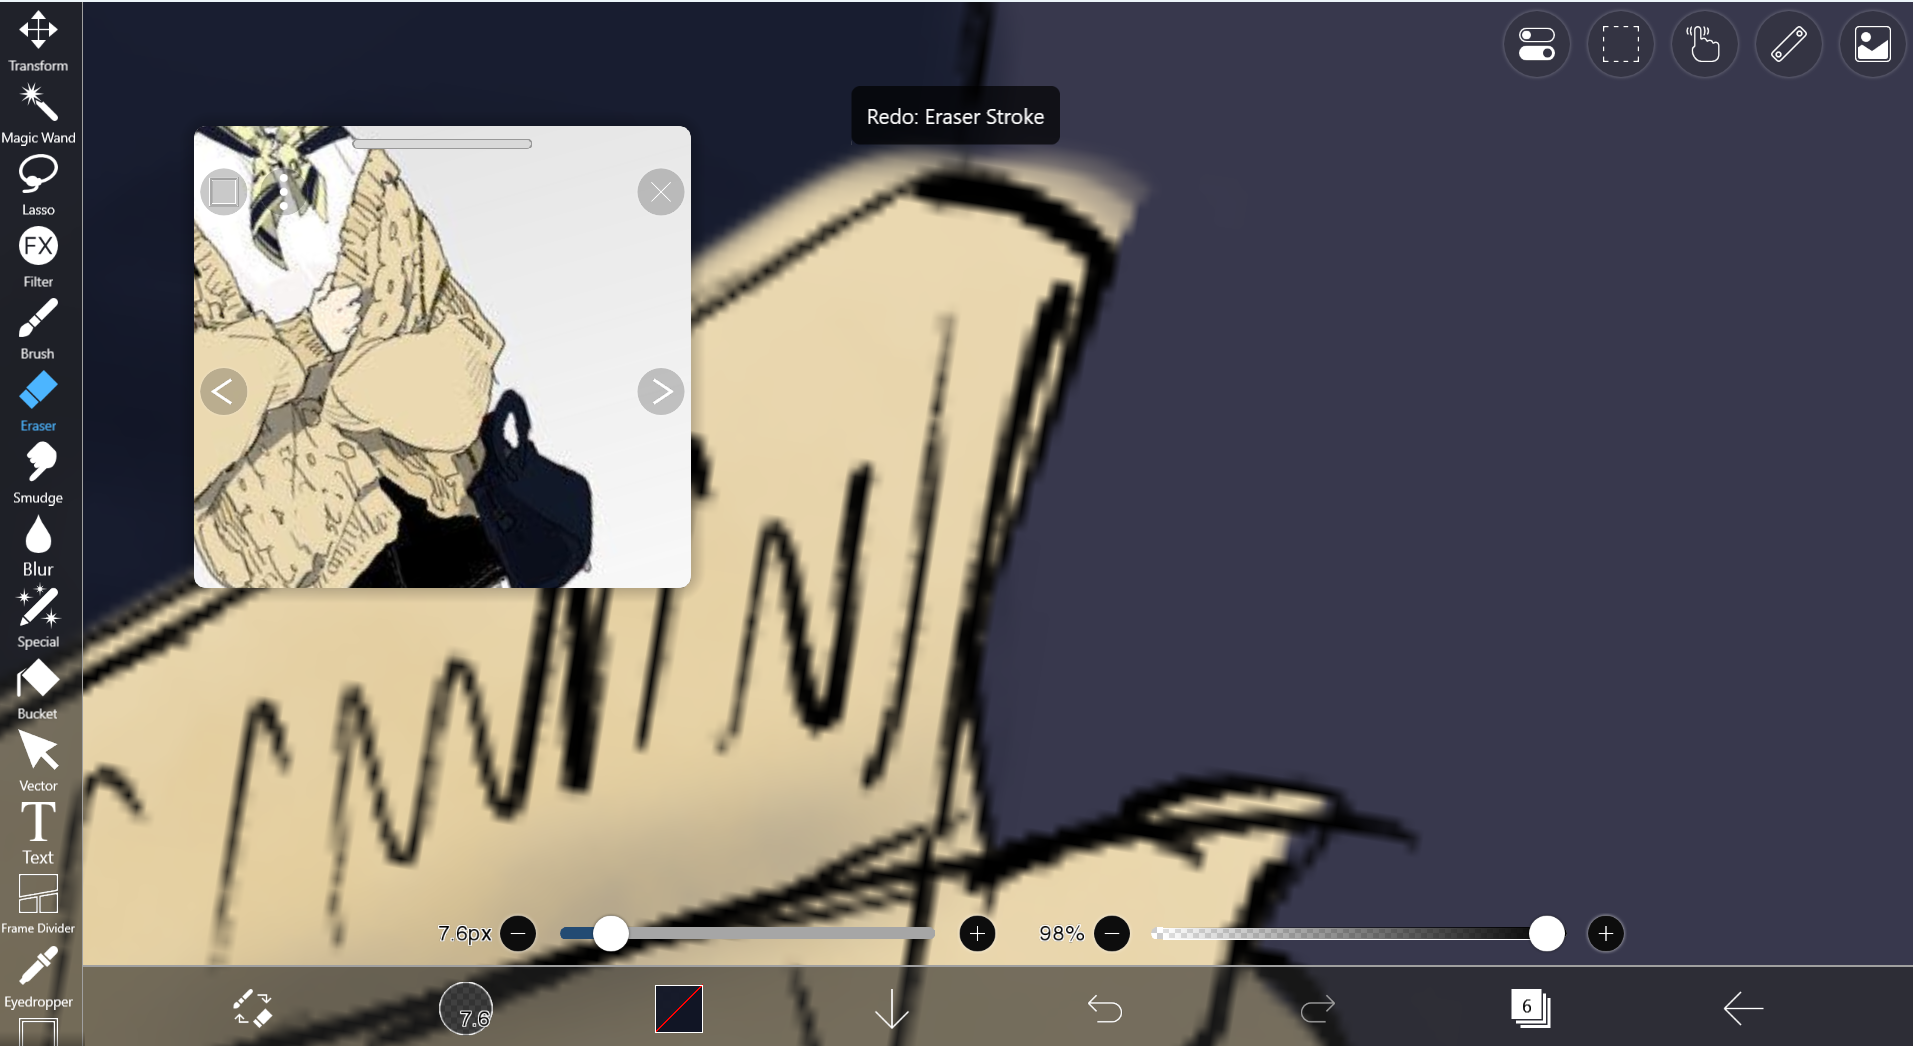 Transform
Magic Wand
Lasso
FX
Filter
Brush
Eraser
Smudge
Blur
Special
Bucket
Vector
T
Text
Frame Divider
Eyedropper
Redo: Eraser Stroke
7.6px
98%
7.6
6